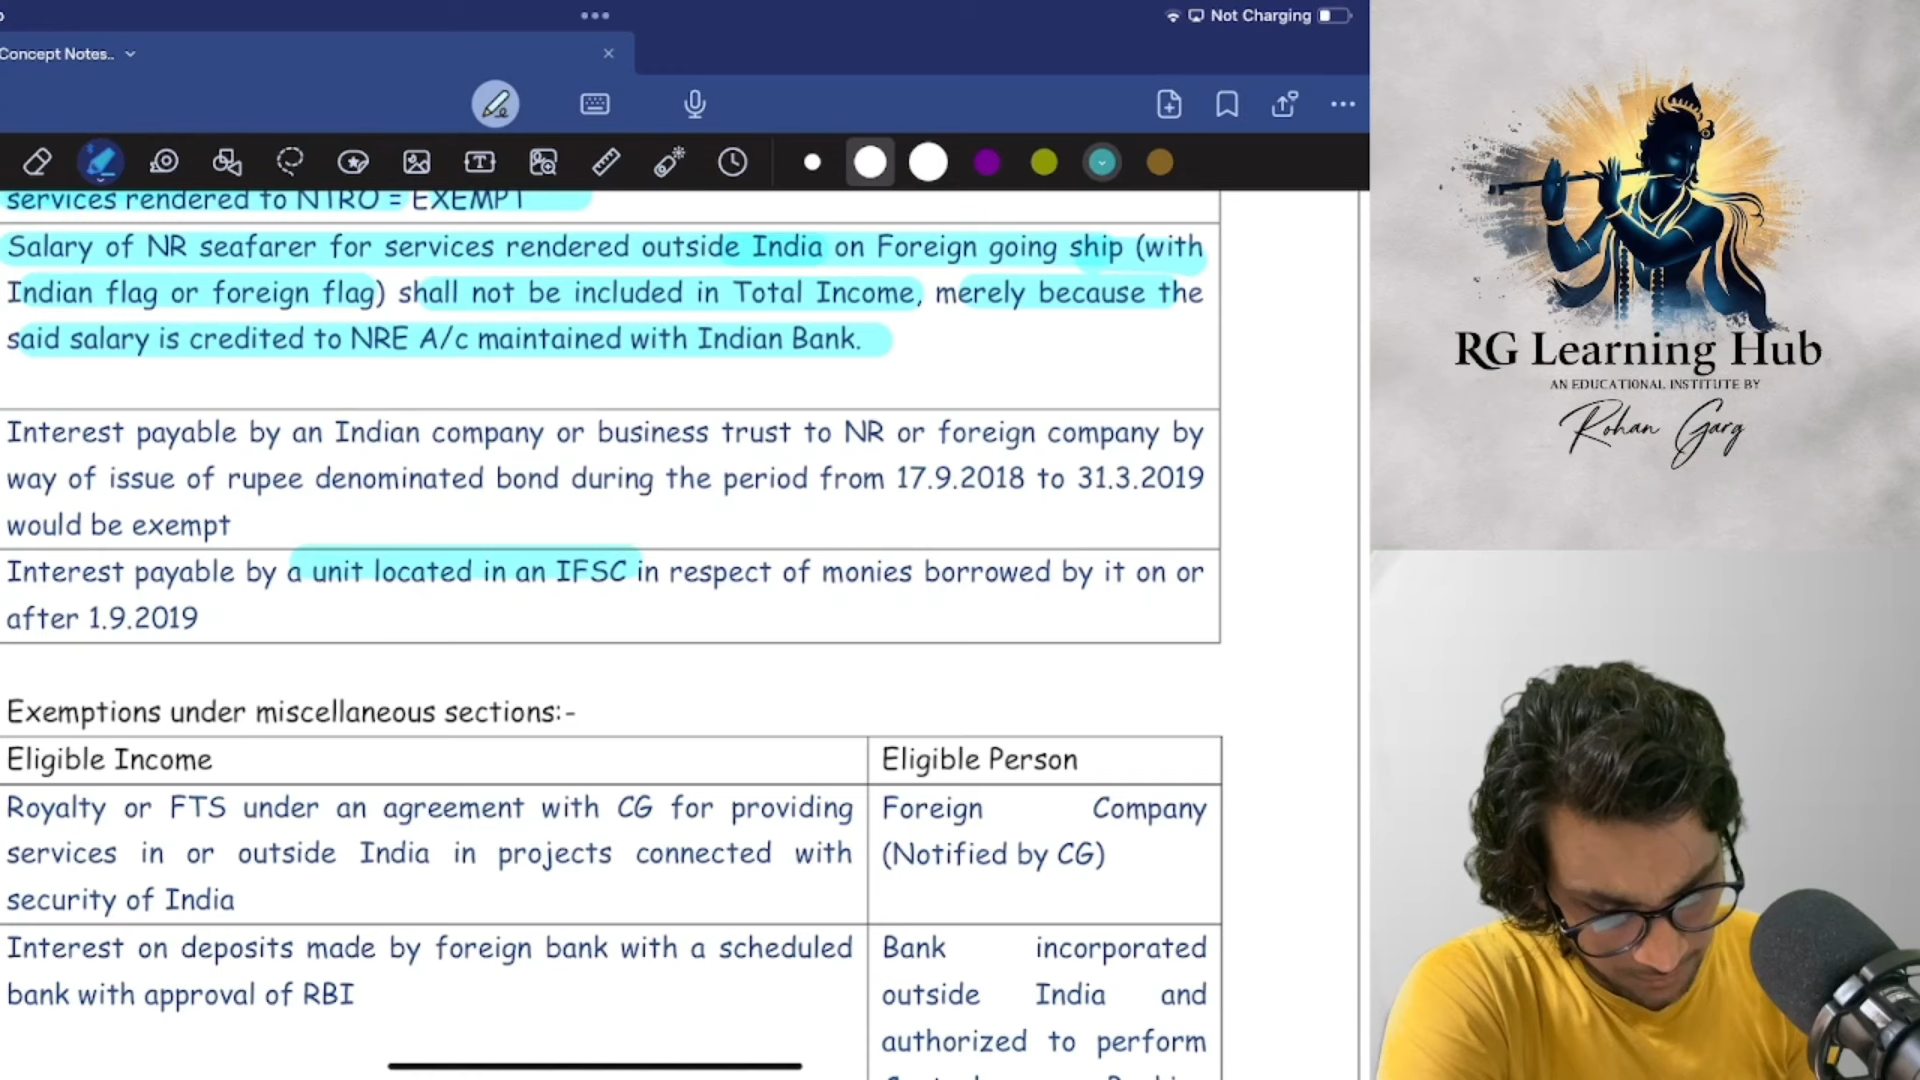 Not Charging
Concept Notes..
services rendered to NTRO = EXEMPT
Salary of NR seafarer for services rendered outside India on Foreign going ship (with
Indian flag or foreign flag) shall not be included in Total Income, merely because the
said salary is credited to NRE A/c maintained with Indian Bank.
Interest payable by an Indian company or business trust to NR or foreign company by
way of issue of rupee denominated bond during the period from 17.9.2018 to 31.3.2019
would be exempt
Interest payable by a unit located in an IFSC in respect of monies borrowed by it on or
after 1.9.2019
Exemptions under miscellaneous sections:-
Eligible Income
Eligible Person
Royalty or FTS under an agreement with CG for providing
services in or outside India in projects connected with
security of India
Foreign Company
(Notified by CG)
Interest on deposits made by foreign bank with a scheduled
bank with approval of RBI
Bank incorporated
outside India and
authorized to perform
RG Learning Hub
AN EDUCATIONAL INSTITUTE BY
Rohan Garg